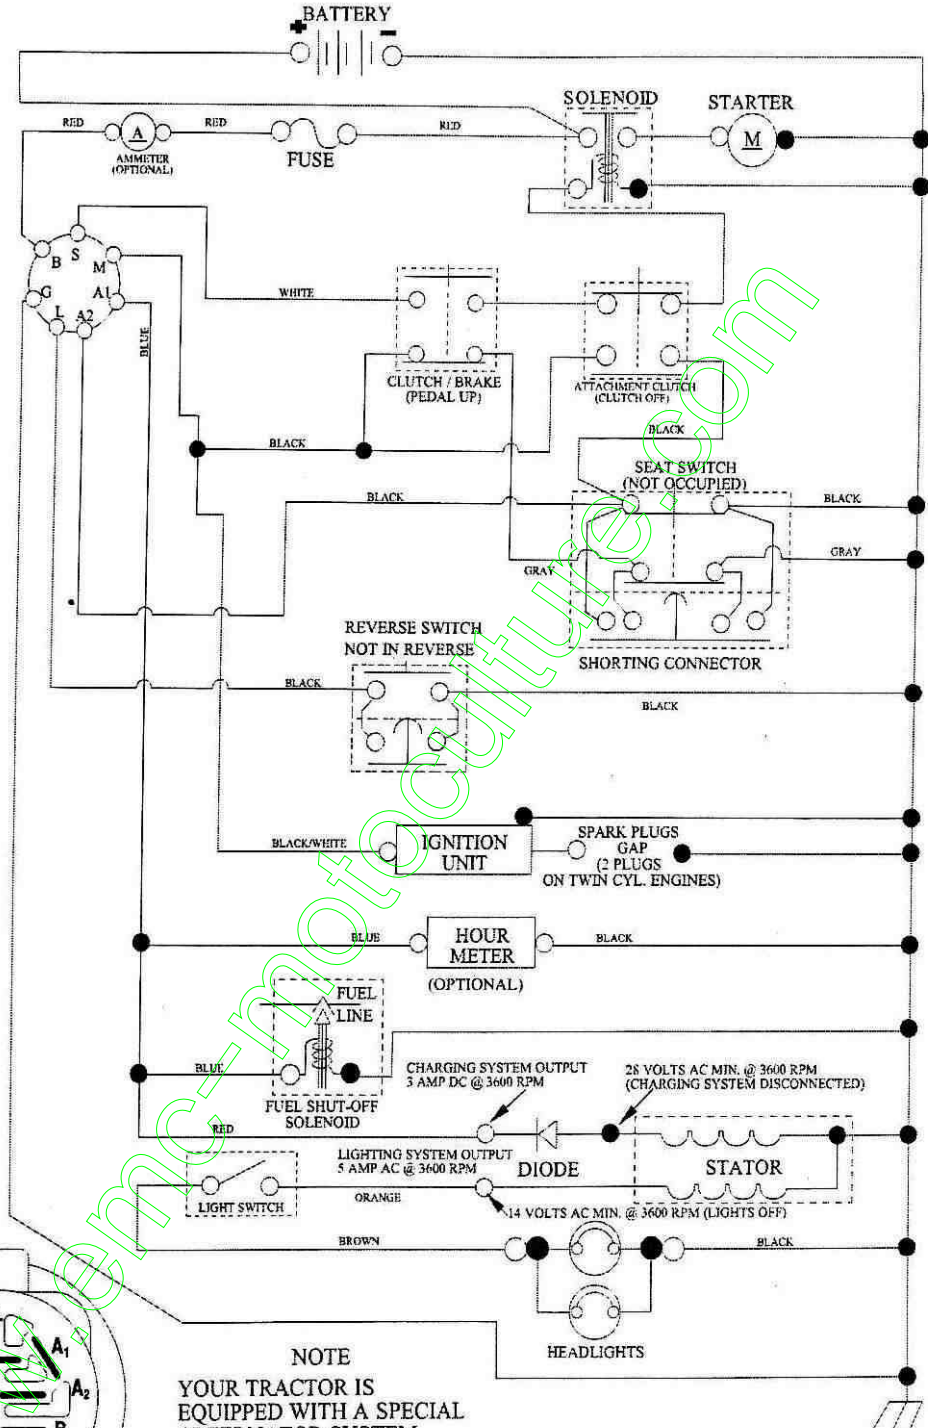 BATTERY
+
-
SOLENOID
STARTER
RED
A
RED
RED
M
AMMETER
(OPTIONAL)
FUSE
B
S
M
G
A1
L
A2
WHITE
BLUE
CLUTCH / BRAKE
(PEDAL UP)
ATTACHMENT CLUTCH
(CLUTCH OFF)
BLACK
BLACK
SEAT SWITCH
(NOT OCCUPIED)
BLACK
BLACK
GRAY
GRAY
REVERSE SWITCH
NOT IN REVERSE
SHORTING CONNECTOR
BLACK
BLACK
BLACK/WHITE
IGNITION
UNIT
SPARK PLUGS
GAP
(2 PLUGS
ON TWIN CYL. ENGINES)
BLUE
HOUR
METER
BLACK
(OPTIONAL)
FUEL
LINE
BLUE
CHARGING SYSTEM OUTPUT
3 AMP DC @ 3600 RPM
28 VOLTS AC MIN. @ 3600 RPM
(CHARGING SYSTEM DISCONNECTED)
FUEL SHUT-OFF
SOLENOID
RED
LIGHTING SYSTEM OUTPUT
5 AMP AC @ 3600 RPM
DIODE
STATOR
LIGHT SWITCH
ORANGE
14 VOLTS AC MIN. @ 3600 RPM (LIGHTS OFF)
BROWN
BLACK
HEADLIGHTS
A1
A2
B
NOTE
YOUR TRACTOR IS
EQUIPPED WITH A SPECIAL
ALTERNATOR SYSTEM
w.emc-motoculture.com